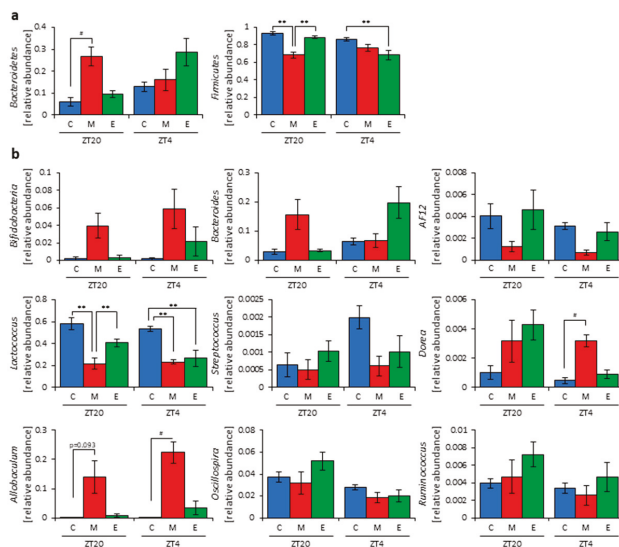 a
Bacteroidetes
[relative abundance]
0.4
0.3
0.2
0.1
0
#
C M E C M E
ZT20 ZT4
Firmicutes
[relative abundance]
1
0.8
0.6
0.4
0.2
0
** ** **
C M E C M E
ZT20 ZT4
b
Bifidobacteria
[relative abundance]
0.1
0.08
0.06
0.04
0.02
0
C M E C M E
ZT20 ZT4
Bacteroides
[relative abundance]
0.3
0.2
0.1
0
C M E C M E
ZT20 ZT4
AF12
[relative abundance]
0.008
0.006
0.004
0.002
0
C M E C M E
ZT20 ZT4
Lactococcus
[relative abundance]
0.8
0.6
0.4
0.2
0
** ** ** **
C M E C M E
ZT20 ZT4
Streptococcus
[relative abundance]
0.0025
0.002
0.0015
0.001
0.0005
0
C M E C M E
ZT20 ZT4
Dorea
[relative abundance]
0.006
0.004
0.002
0
#
C M E C M E
ZT20 ZT4
Allobaculum
[relative abundance]
0.3
0.2
0.1
0
p=0.093 #
C M E C M E
ZT20 ZT4
Oscillospira
[relative abundance]
0.08
0.06
0.04
0.02
0
C M E C M E
ZT20 ZT4
Ruminococcus
[relative abundance]
0.01
0.008
0.006
0.004
0.002
0
C M E C M E
ZT20 ZT4